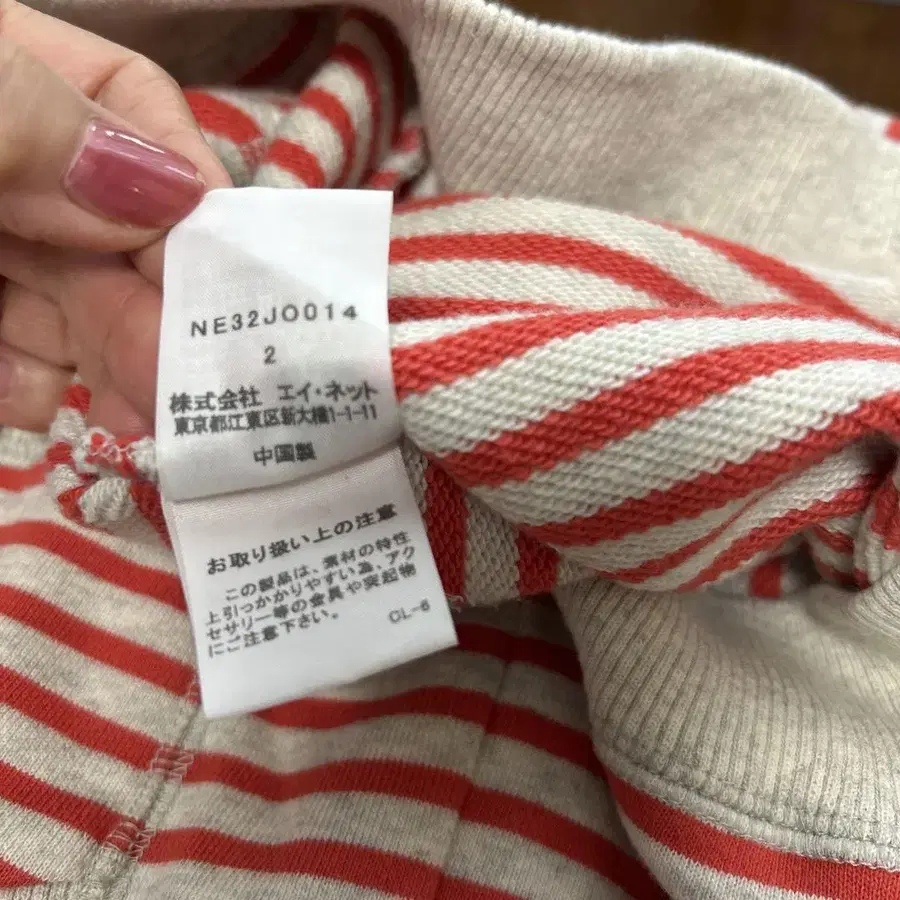 NE32JO014
2
株式会社 エイ・ネット
東京都江東区新大橋1-1-11
中国製
お取り扱い上の注意
この製品は、素材の特性
上引っかかりやすい為、アク
セサリー等の金具や突起物
にご注意下さい。
CL-6